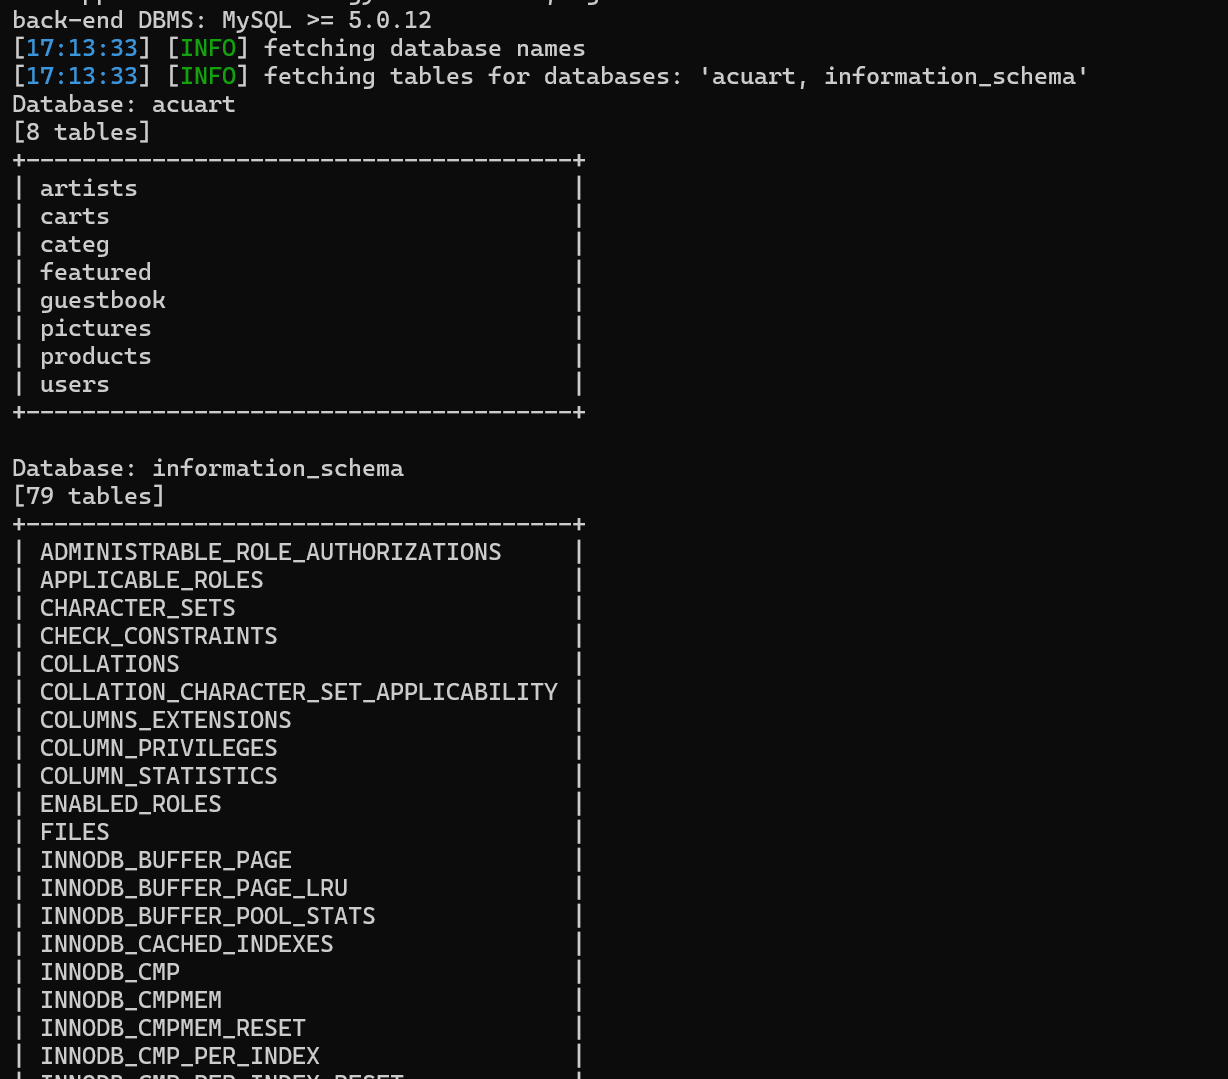 back-end DBMS: MySQL >= 5.0.12
[17:13:33] [INFO] fetching database names
[17:13:33] [INFO] fetching tables for databases: 'acuart, information_schema'
Database: acuart
[8 tables]
+---------------------------------------+
| artists                               |
| carts                                 |
| categ                                 |
| featured                              |
| guestbook                             |
| pictures                              |
| products                              |
| users                                 |
+---------------------------------------+

Database: information_schema
[79 tables]
+---------------------------------------+
| ADMINISTRABLE_ROLE_AUTHORIZATIONS     |
| APPLICABLE_ROLES                      |
| CHARACTER_SETS                        |
| CHECK_CONSTRAINTS                     |
| COLLATIONS                            |
| COLLATION_CHARACTER_SET_APPLICABILITY |
| COLUMNS_EXTENSIONS                    |
| COLUMN_PRIVILEGES                     |
| COLUMN_STATISTICS                     |
| ENABLED_ROLES                         |
| FILES                                 |
| INNODB_BUFFER_PAGE                    |
| INNODB_BUFFER_PAGE_LRU                |
| INNODB_BUFFER_POOL_STATS              |
| INNODB_CACHED_INDEXES                 |
| INNODB_CMP                            |
| INNODB_CMPMEM                         |
| INNODB_CMPMEM_RESET                   |
| INNODB_CMP_PER_INDEX                  |
| INNODB_CMP_PER_INDEX_RESET            |